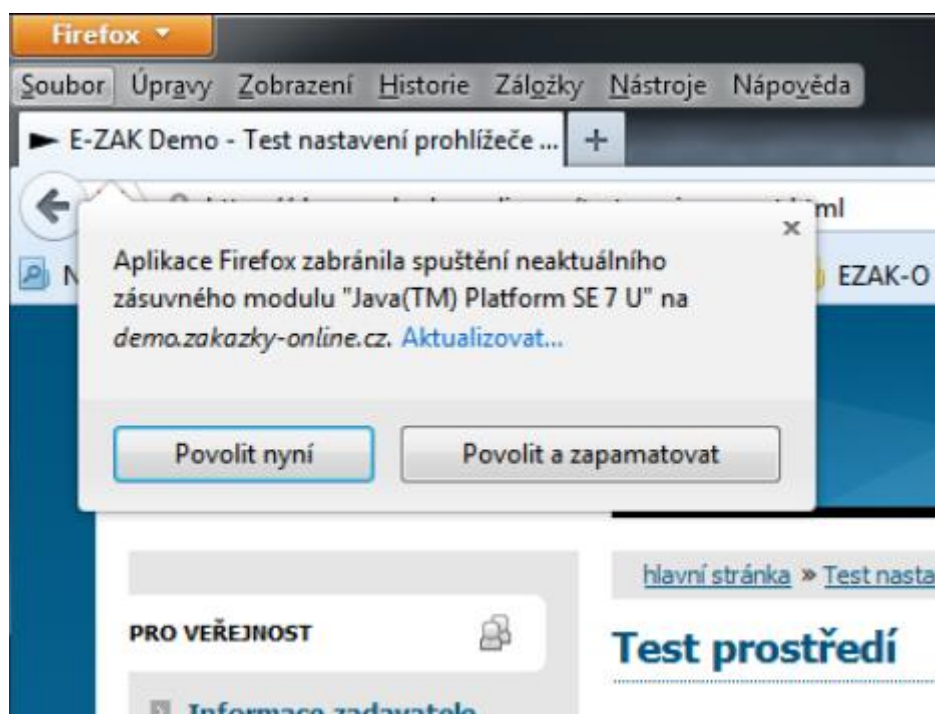 Firefox
Soubor Úpravy Zobrazení Historie Záložky Nástroje Nápověda
E-ZAK Demo - Test nastavení prohlížeče ... +
ml
N
Aplikace Firefox zabránila spuštění neaktuálního
zásuvného modulu "Java(TM) Platform SE 7 U" na
demo.zakazky-online.cz. Aktualizovat...
EZAK-O
Povolit nyní Povolit a zapamatovat
hlavní stránka » Test nasta
PRO VEŘEJNOST
Test prostředí
Informace zadavatele